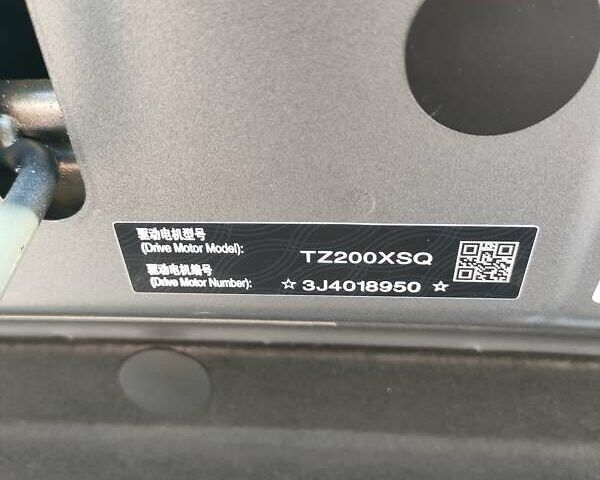 驱动电机型号
(Drive Motor Model): TZ200XSQ
驱动电机编号
(Drive Motor Number): ☆ 3J4018950 ☆